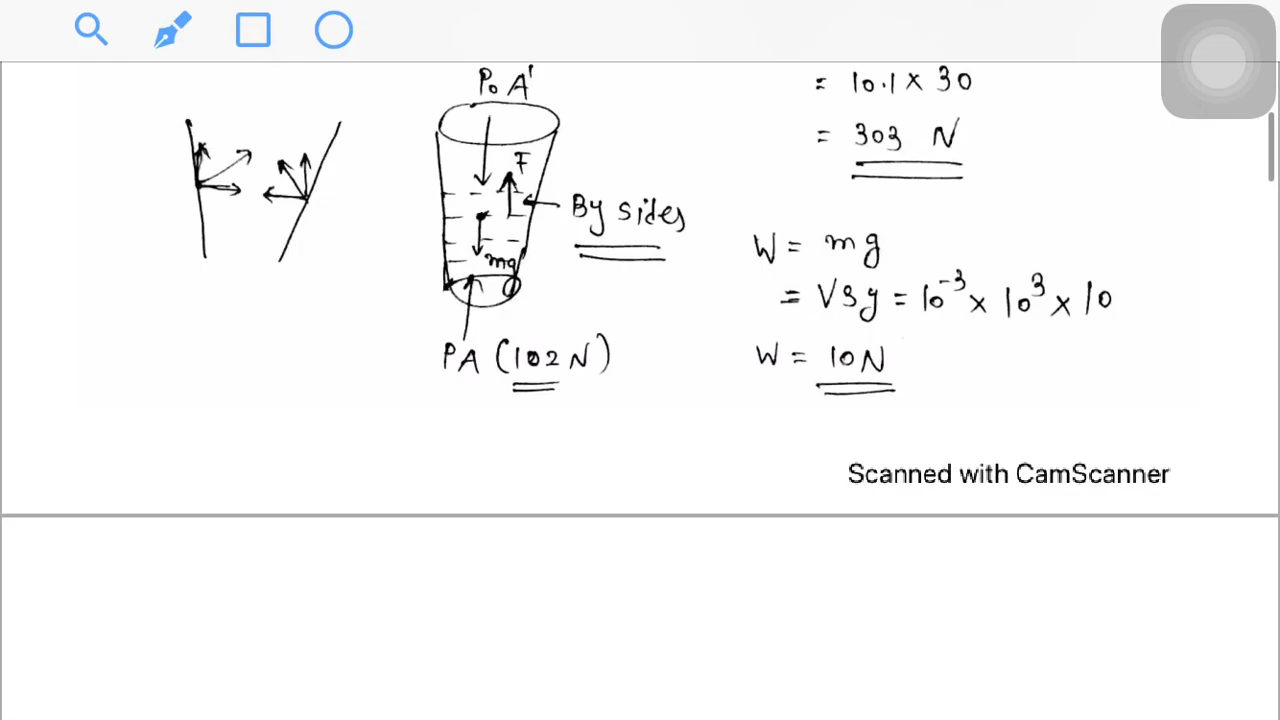 P₀ A'
= 10.1 × 30
= 303 N
F
By sides
mg
PA (102 N)
W = mg
= Vρg = 10⁻³ × 10³ × 10
W = 10N
Scanned with CamScanner